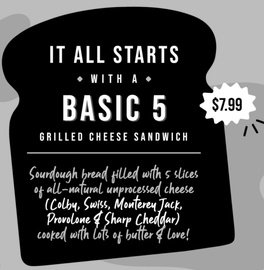 IT ALL STARTS
WITH A
BASIC 5
$7.99
GRILLED CHEESE SANDWICH
Sourdough bread filled with 5 slices
of all-natural unprocessed cheese
(Colby, Swiss, Monterey Jack,
Provolone & Sharp Cheddar)
cooked with lots of butter & love!